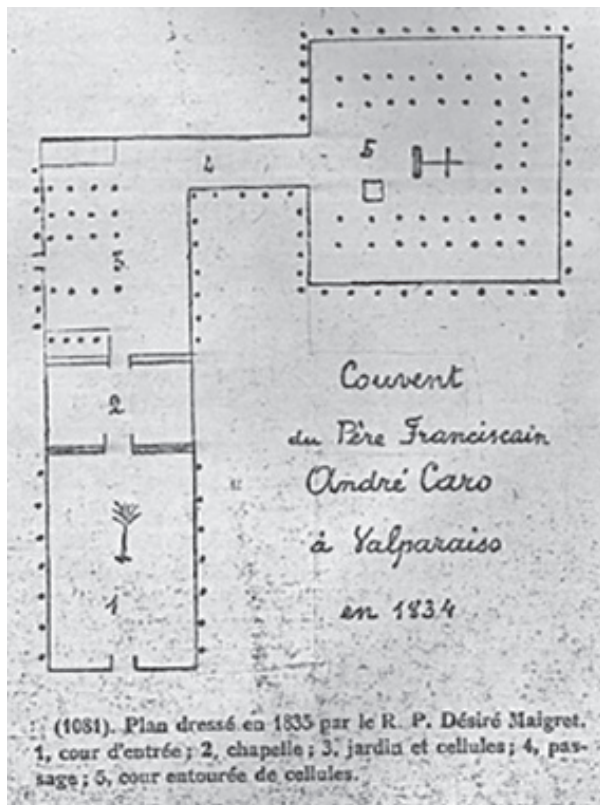 4
5
3
2
1
Couvent
du Père Franciscain
André Caro
à Valparaiso
en 1834
(1081). Plan dressé en 1835 par le R. P. Désiré Maigret.
1, cour d'entrée; 2, chapelle; 3, jardin et cellules; 4, pas-
sage; 5, cour entourée de cellules.